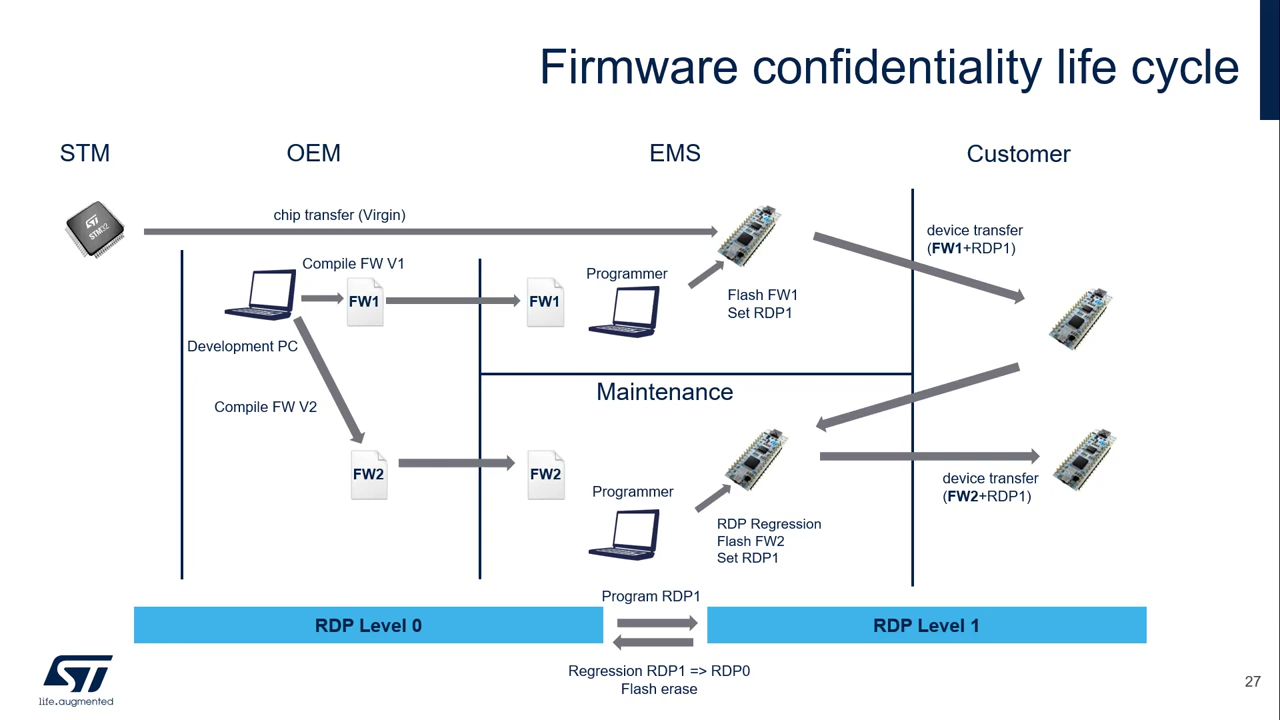 Firmware confidentiality life cycle
STM
OEM
EMS
Customer
chip transfer (Virgin)
STM32
device transfer
(FW1+RDP1)
Compile FW V1
Programmer
FW1
FW1
Flash FW1
Set RDP1
Development PC
Maintenance
Compile FW V2
FW2
FW2
Programmer
device transfer
(FW2+RDP1)
RDP Regression
Flash FW2
Set RDP1
Program RDP1
RDP Level 0
RDP Level 1
Regression RDP1 => RDP0
Flash erase
ST
life.augmented
27